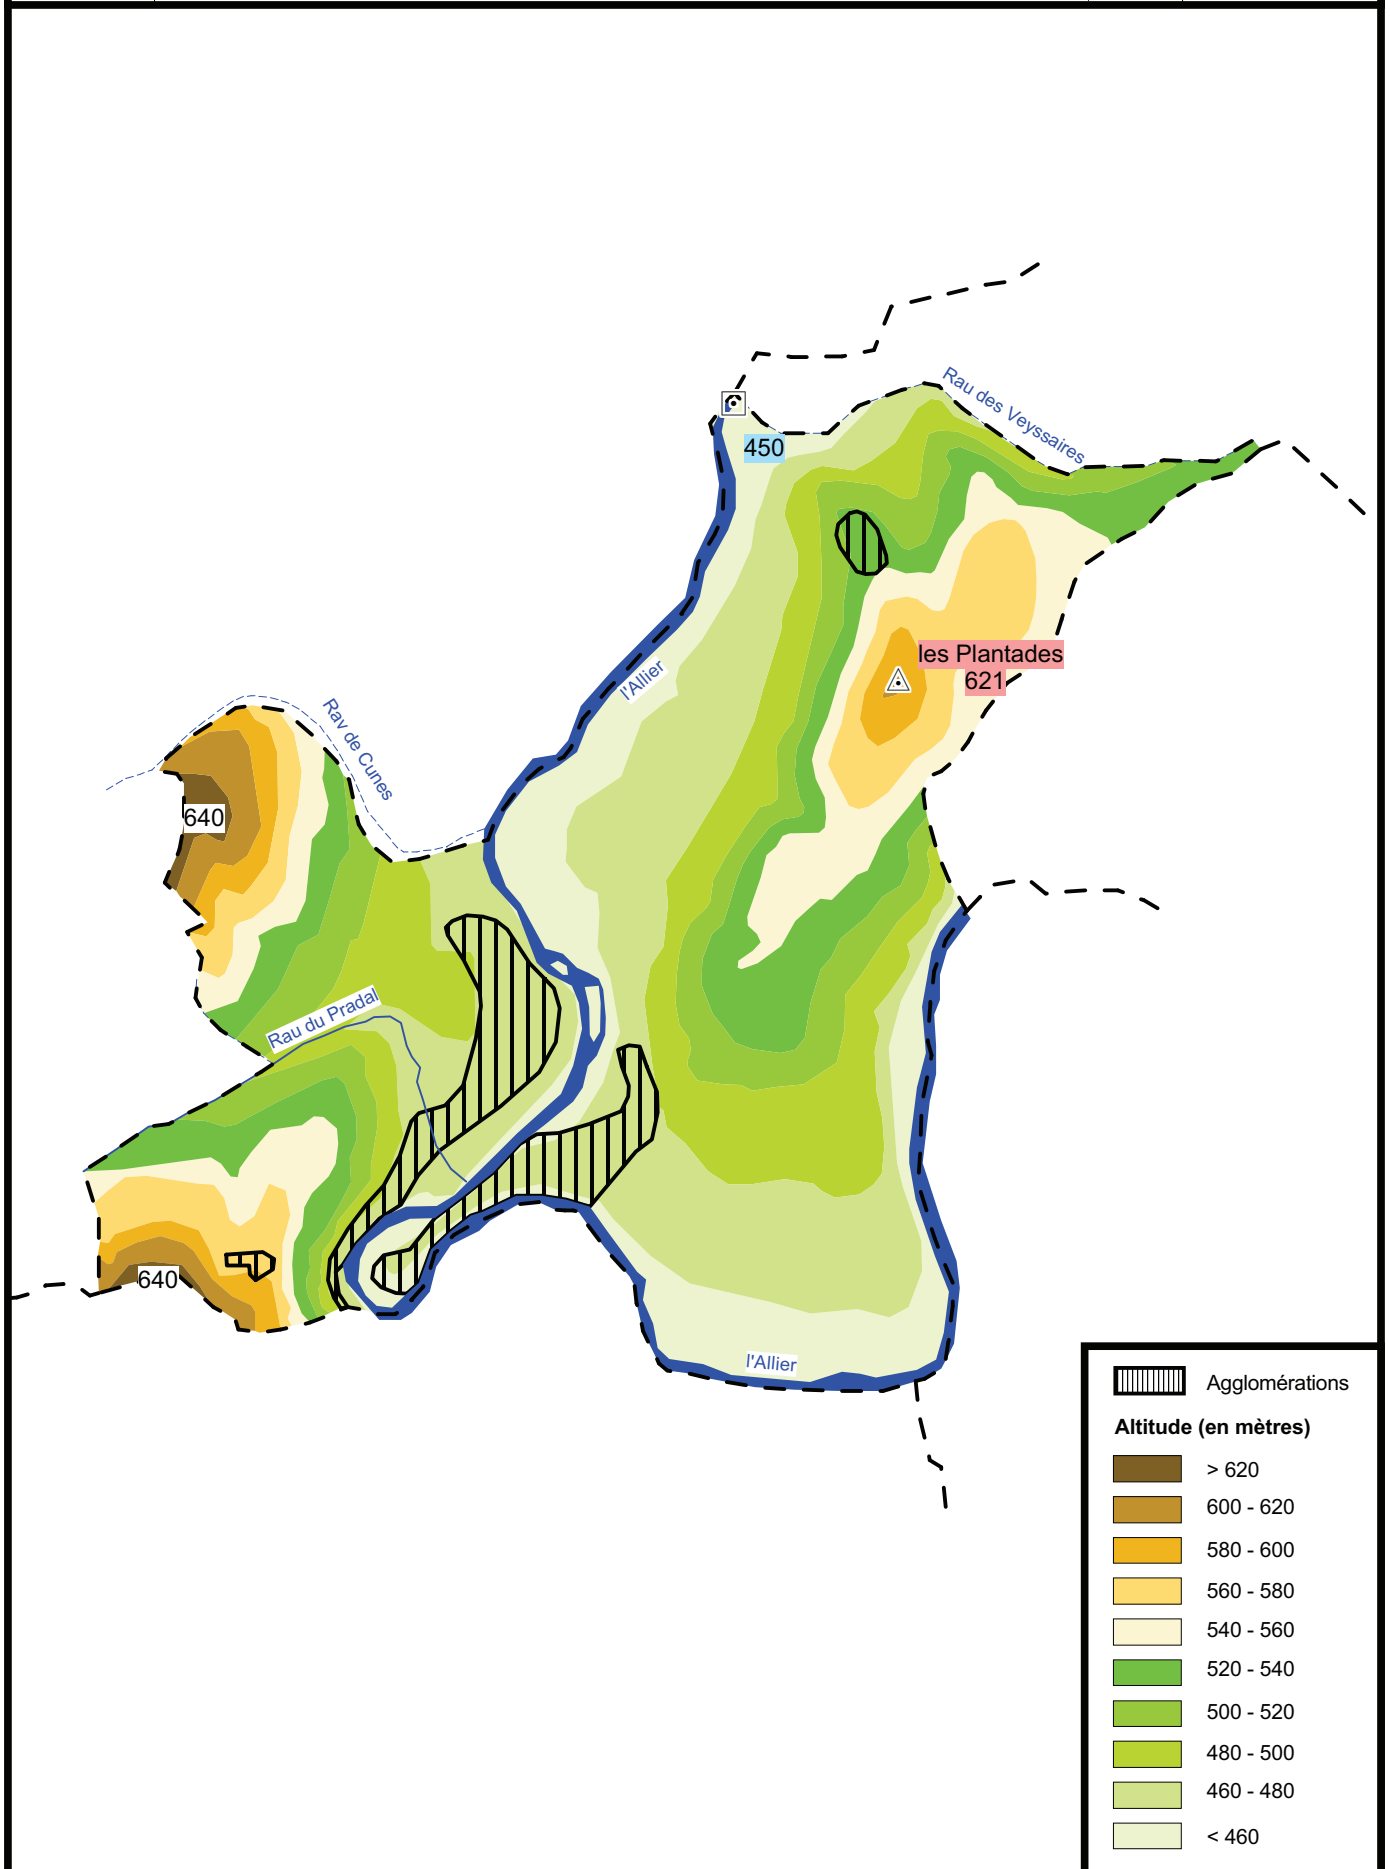 Rau des Veyssaires
450
l'Allier
les Plantades
621
Rav de Cunes
640
Rau du Pradal
640
l'Allier
Agglomérations
Altitude (en mètres)
> 620
600 - 620
580 - 600
560 - 580
540 - 560
520 - 540
500 - 520
480 - 500
460 - 480
< 460